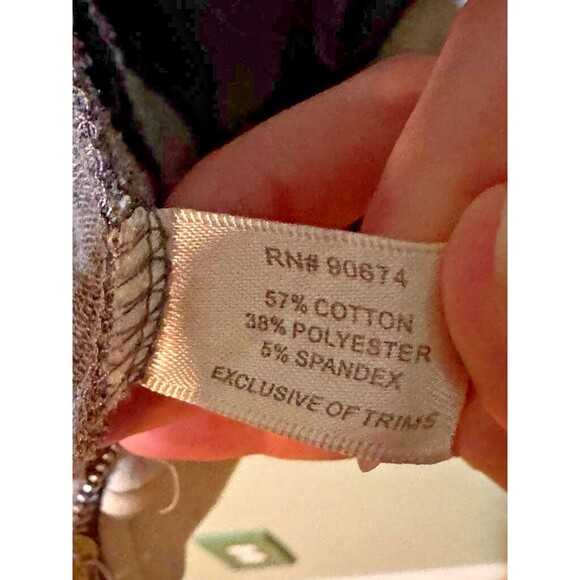 RN# 90674
57% COTTON
38% POLYESTER
5% SPANDEX
EXCLUSIVE OF TRIMS